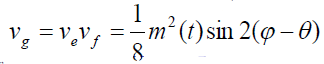 v_g = v_e v_f = \frac{1}{8} m^2(t) \sin 2(\varphi - \theta)